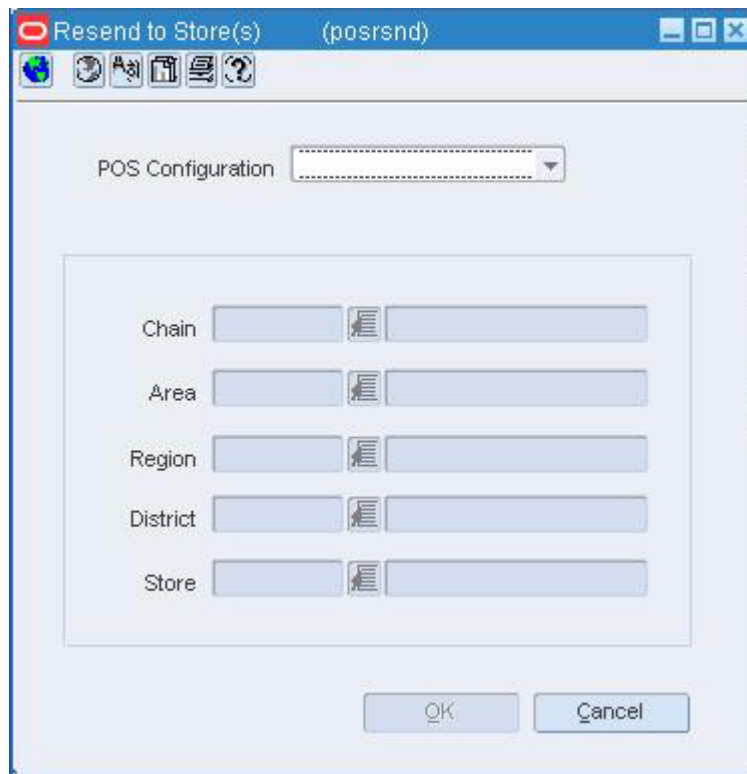 Resend to Store(s) (posrsnd)
POS Configuration
Chain
Area
Region
District
Store
OK
Cancel